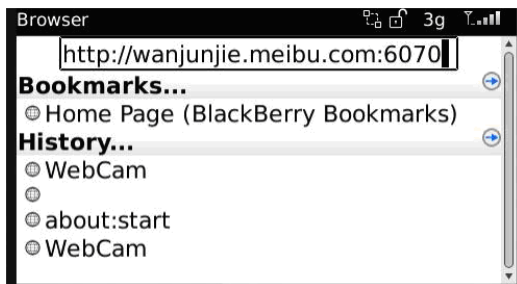 Browser 3g
http://wanjunjie.meibu.com:6070
Bookmarks...
Home Page (BlackBerry Bookmarks)
History...
WebCam
about:start
WebCam